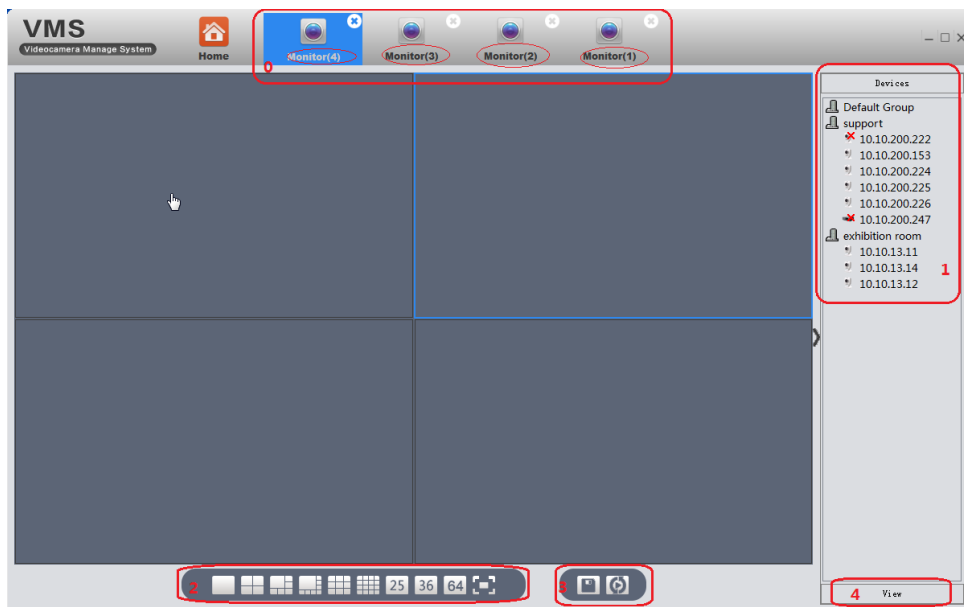 VMS
Videocamera Manage System
Home
Monitor(4)
Monitor(3)
Monitor(2)
Monitor(1)
0
Devices
Default Group
support
10.10.200.222
10.10.200.153
10.10.200.224
10.10.200.225
10.10.200.226
10.10.200.247
exhibition room
10.10.13.11
10.10.13.14
10.10.13.12
1
2
25
36
64
3
4
View